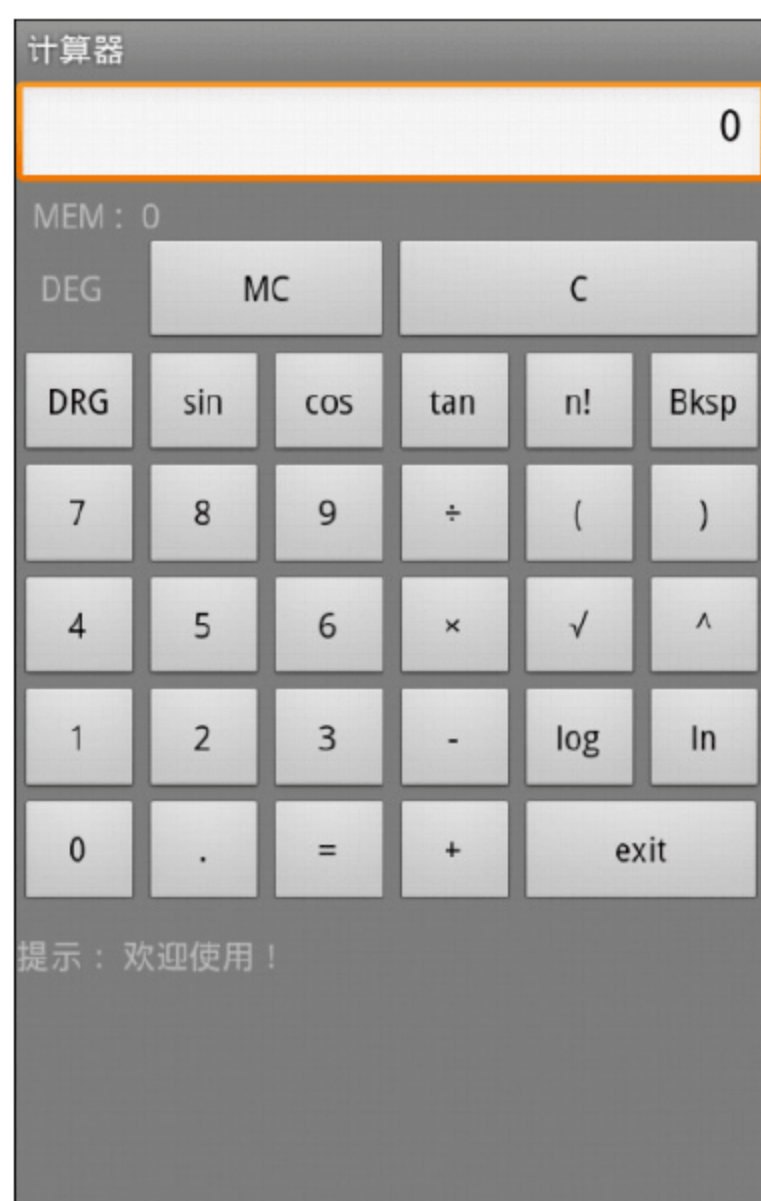 计算器
0
MEM : 0
DEG MC C
DRG sin cos tan n! Bksp
7 8 9 ÷ ( )
4 5 6 × √ ^
1 2 3 - log ln
0 . = + exit
提示 : 欢迎使用 !